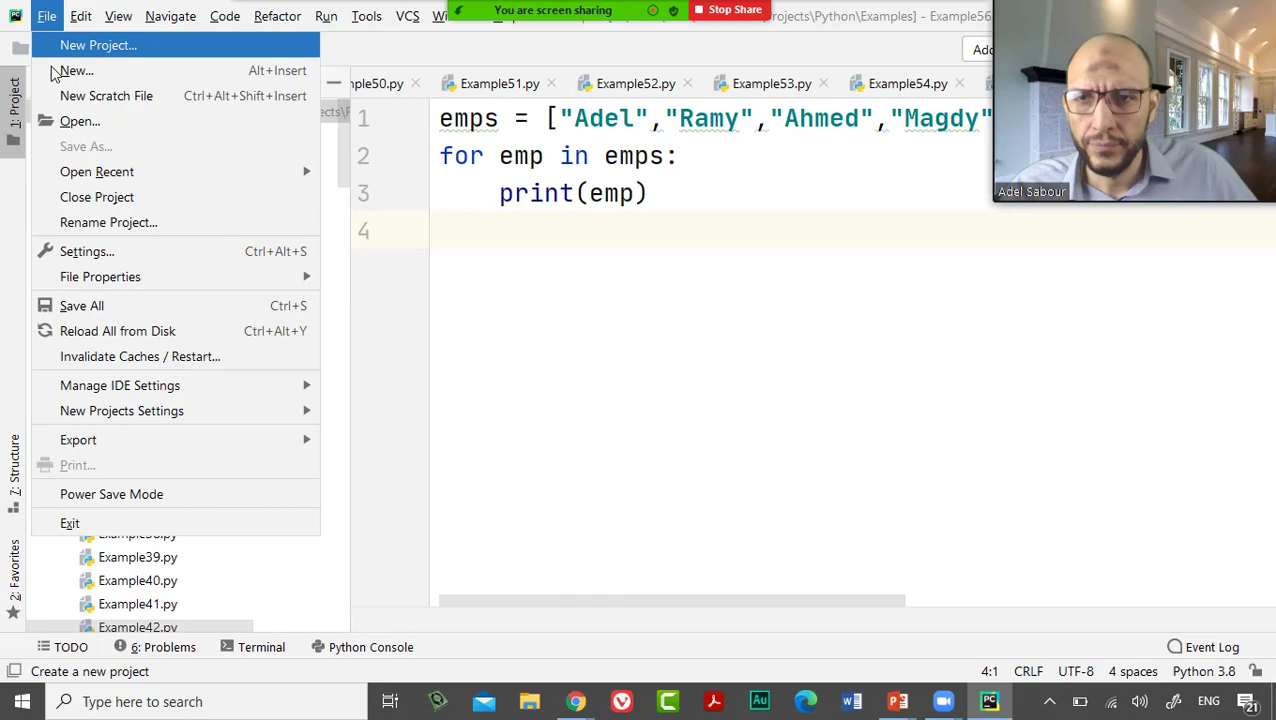 File Edit View Navigate Code Refactor Run Tools VCS
You are screen sharing Stop Share
Projects\Python\Examples] - Example56
New Project...
New... Alt+Insert
New Scratch File Ctrl+Alt+Shift+Insert
Open...
Save As...
Open Recent
Close Project
Rename Project...
Settings... Ctrl+Alt+S
File Properties
Save All Ctrl+S
Reload All from Disk Ctrl+Alt+Y
Invalidate Caches / Restart...
Manage IDE Settings
New Projects Settings
Export
Print...
Power Save Mode
Exit
1: Project
7: Structure
2: Favorites
Example39.py
Example40.py
Example41.py
Example42.py
Example51.py Example52.py Example53.py Example54.py
1 emps = ["Adel","Ramy","Ahmed","Magdy"
2 for emp in emps:
3 print(emp)
4
Adel Sabour
TODO 6: Problems Terminal Python Console Event Log
Create a new project 4:1 CRLF UTF-8 4 spaces Python 3.8
Type here to search ENG 21